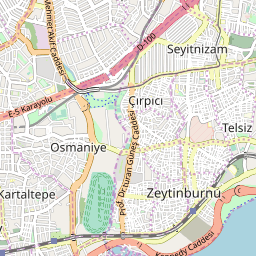 Mehmet Akif Caddesi
D-100
Seyitnizam
E-5 Karayolu
Çırpıcı
Telsiz
Osmaniye
Prof. Dr. Turan Güneş Caddesi
Kartaltepe
Zeytinburnu
Kennedy Caddesi